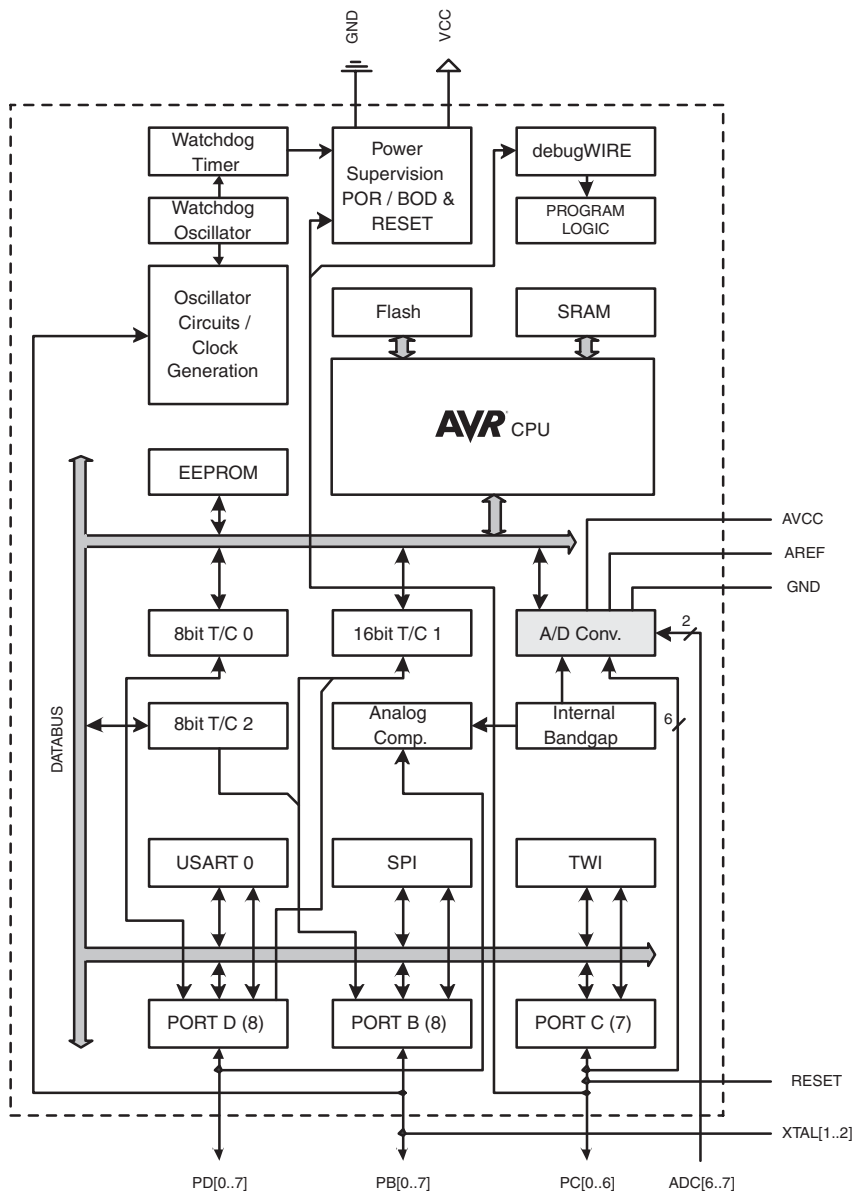 GND
VCC
Watchdog
Timer
Power
Supervision
POR / BOD &
RESET
debugWIRE
Watchdog
Oscillator
PROGRAM
LOGIC
Oscillator
Circuits /
Clock
Generation
Flash
SRAM
AVR CPU
EEPROM
AVCC
AREF
GND
8bit T/C 0
16bit T/C 1
A/D Conv.
2
8bit T/C 2
Analog
Comp.
Internal
Bandgap
6
DATABUS
USART 0
SPI
TWI
PORT D (8)
PORT B (8)
PORT C (7)
RESET
XTAL[1..2]
PD[0..7]
PB[0..7]
PC[0..6]
ADC[6..7]